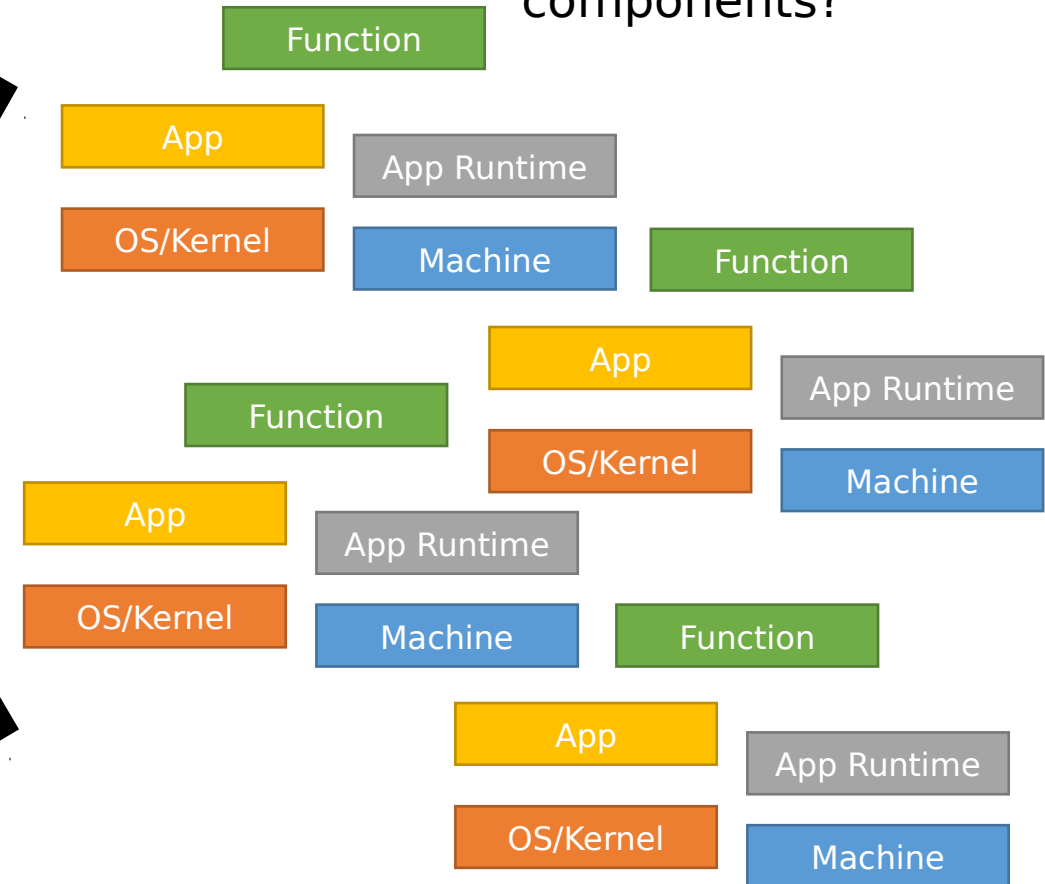 components?
Function
App
App Runtime
OS/Kernel
Machine
Function
App
App Runtime
Function
OS/Kernel
Machine
App
App Runtime
OS/Kernel
Machine
Function
App
App Runtime
OS/Kernel
Machine